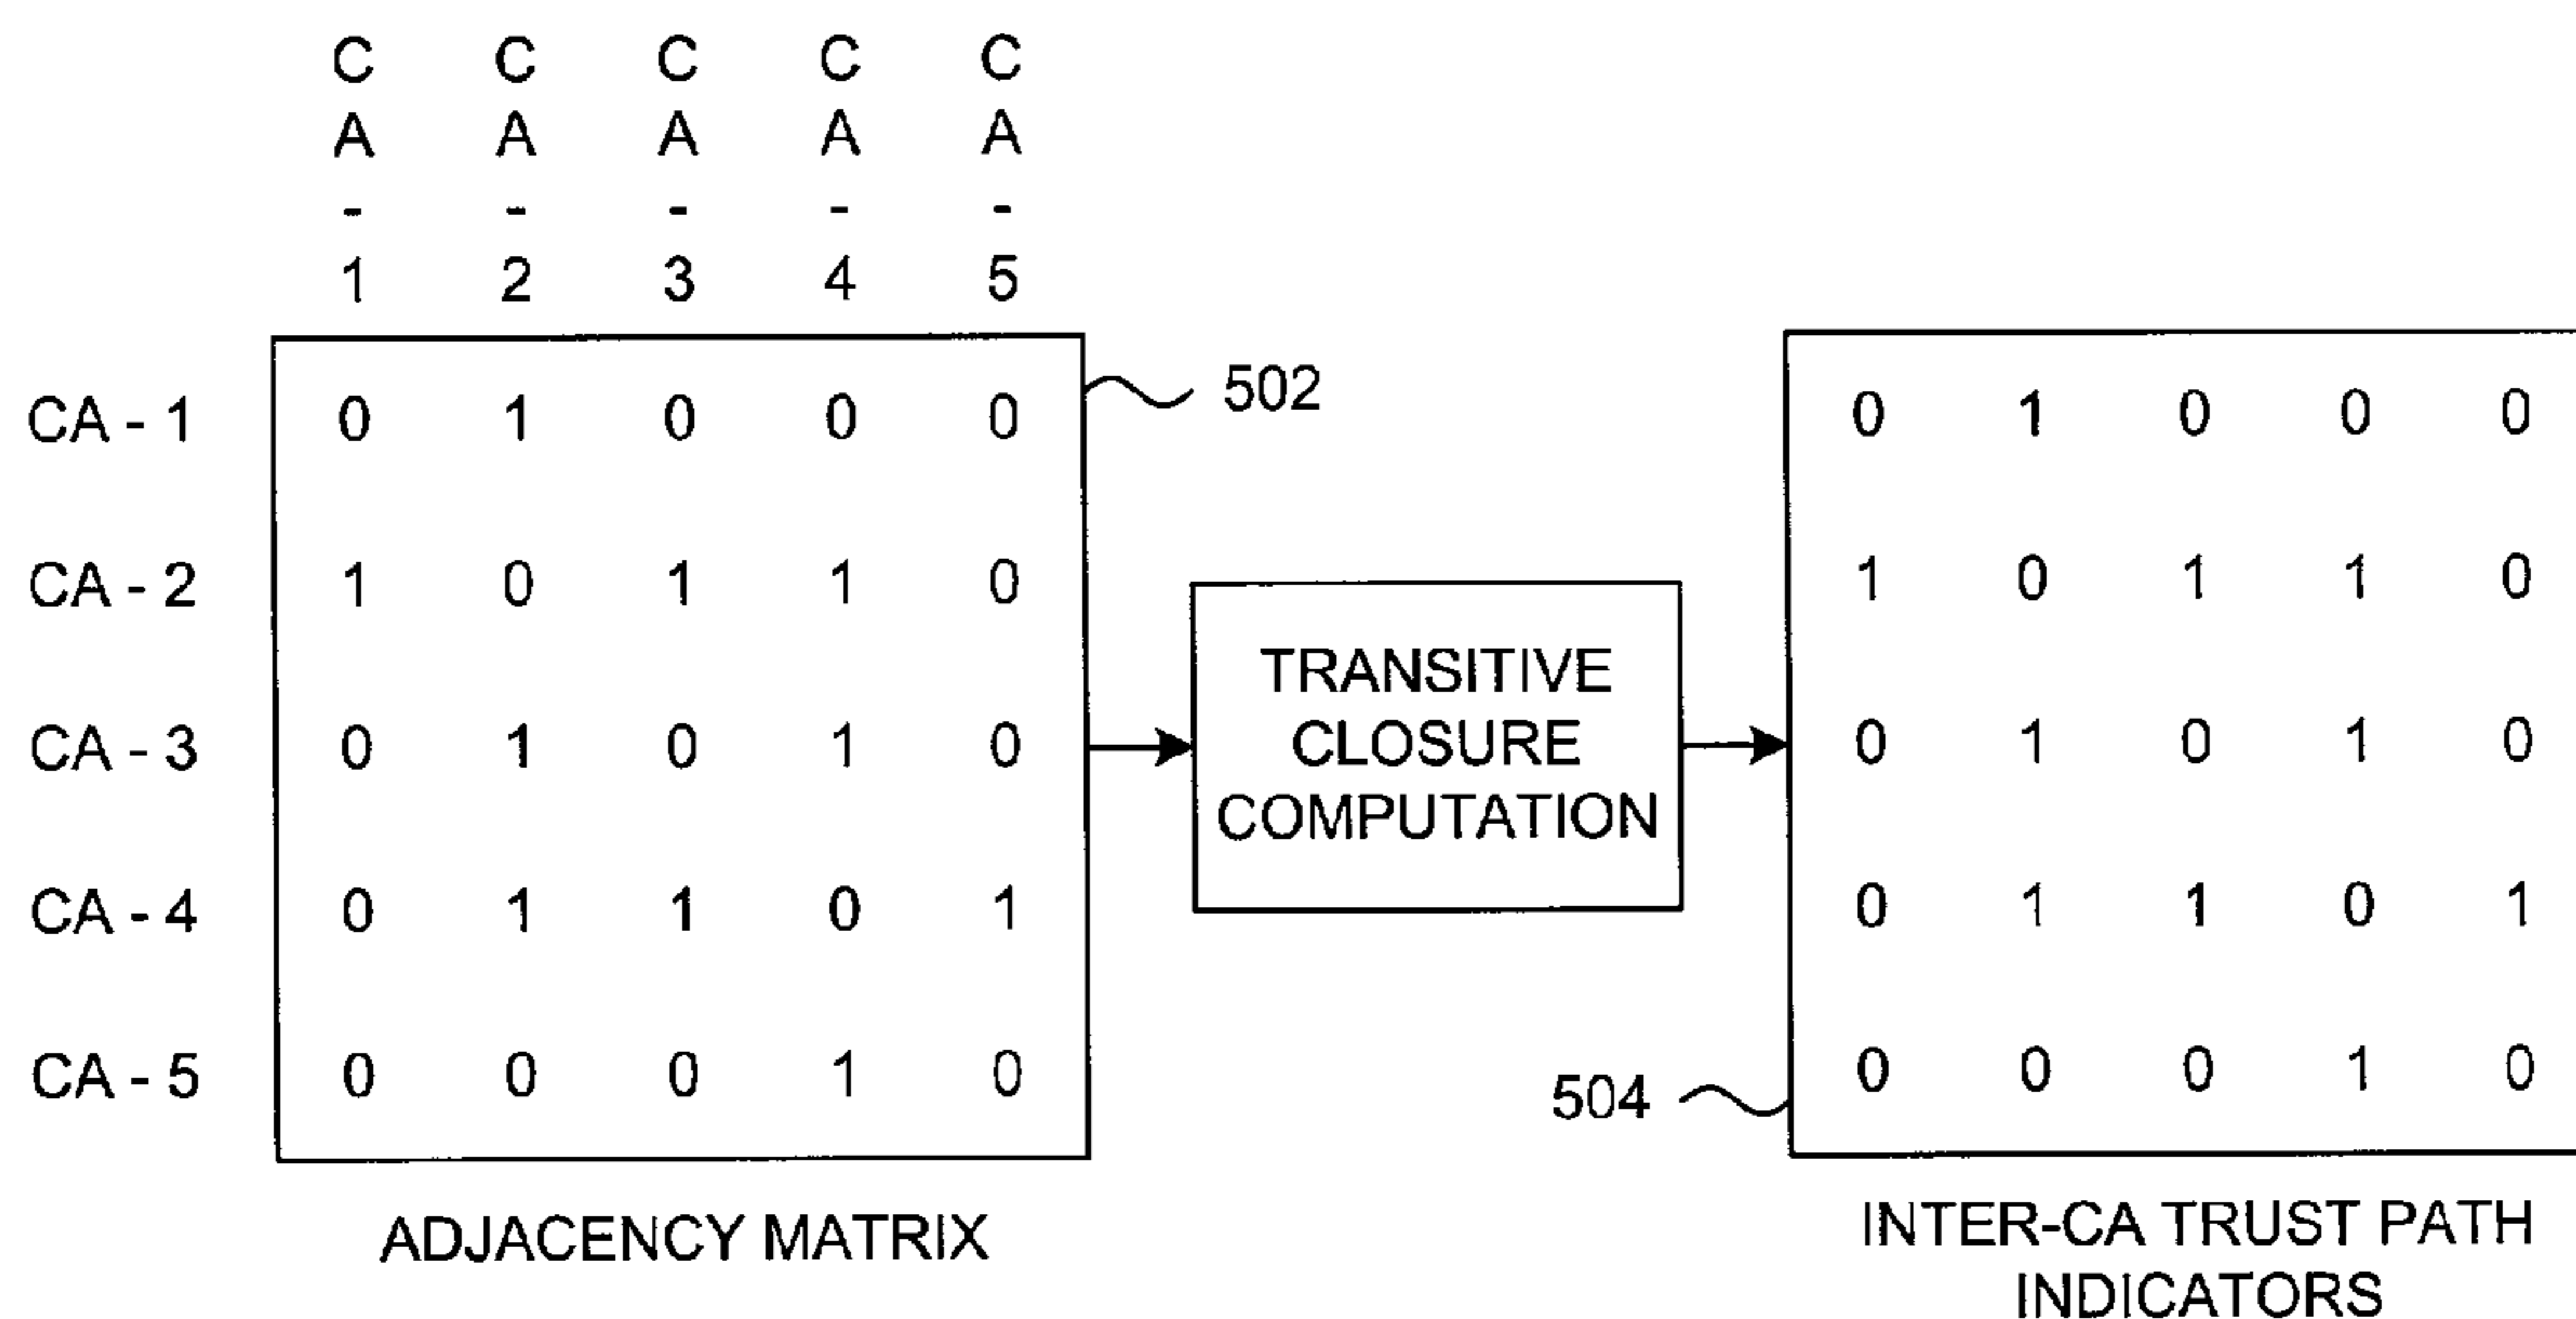 C C C C C
A A A A A
- - - - -
1 2 3 4 5
CA - 1 0 1 0 0 0
CA - 2 1 0 1 1 0
CA - 3 0 1 0 1 0
CA - 4 0 1 1 0 1
CA - 5 0 0 0 1 0
502
ADJACENCY MATRIX
TRANSITIVE
CLOSURE
COMPUTATION
0 1 0 0 0
1 0 1 1 0
0 1 0 1 0
0 1 1 0 1
0 0 0 1 0
504
INTER-CA TRUST PATH
INDICATORS